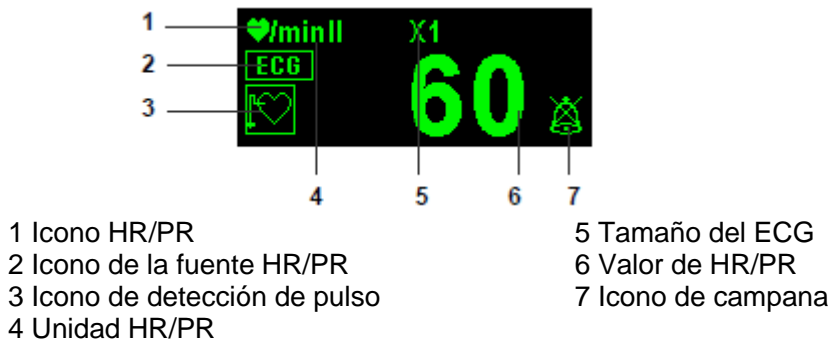 1 ♥/minII X1
2 ECG 60
3
4 5 6 7
1 Icono HR/PR
2 Icono de la fuente HR/PR
3 Icono de detección de pulso
4 Unidad HR/PR
5 Tamaño del ECG
6 Valor de HR/PR
7 Icono de campana